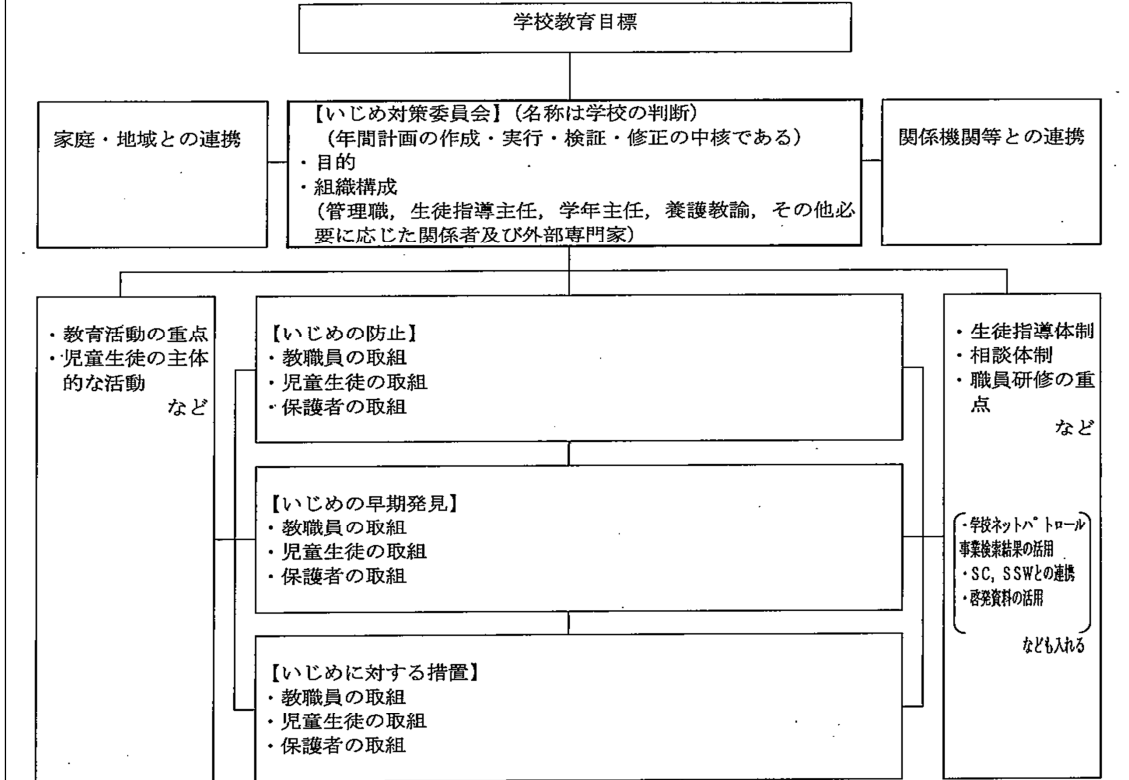 学校教育目標
家庭・地域との連携
【いじめ対策委員会】（名称は学校の判断）
（年間計画の作成・実行・検証・修正の中核である）
・目的
・組織構成
（管理職，生徒指導主任，学年主任，養護教諭，その他必
要に応じた関係者及び外部専門家）
関係機関等との連携
・教育活動の重点
・児童生徒の主体
的な活動
など
【いじめの防止】
・教職員の取組
・児童生徒の取組
・保護者の取組
【いじめの早期発見】
・教職員の取組
・児童生徒の取組
・保護者の取組
【いじめに対する措置】
・教職員の取組
・児童生徒の取組
・保護者の取組
・生徒指導体制
・相談体制
・職員研修の重
点
など
・学校ネットパトロール
事業検索結果の活用
・ＳＣ，ＳＳＷとの連携
・啓発資料の活用
なども入れる